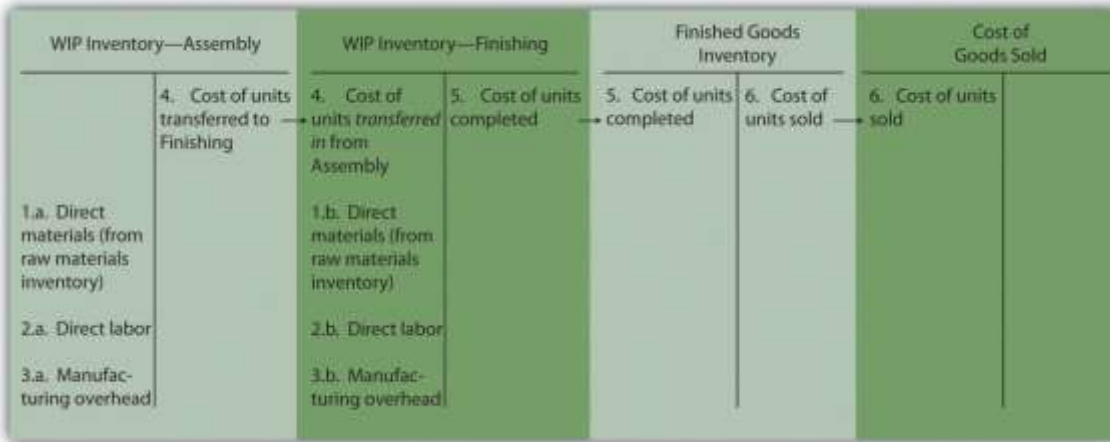 WIP Inventory—Assembly
WIP Inventory—Finishing
Finished Goods
Inventory
Cost of
Goods Sold
4. Cost of units
transferred to
Finishing
4. Cost of
units transferred
in from
Assembly
5. Cost of units
completed
5. Cost of units
completed
6. Cost of
units sold
6. Cost of units
sold
1.a. Direct
materials (from
raw materials
inventory)
1.b. Direct
materials (from
raw materials
inventory)
2.a. Direct labor
2.b. Direct labor
3.a. Manufac-
turing overhead
3.b. Manufac-
turing overhead